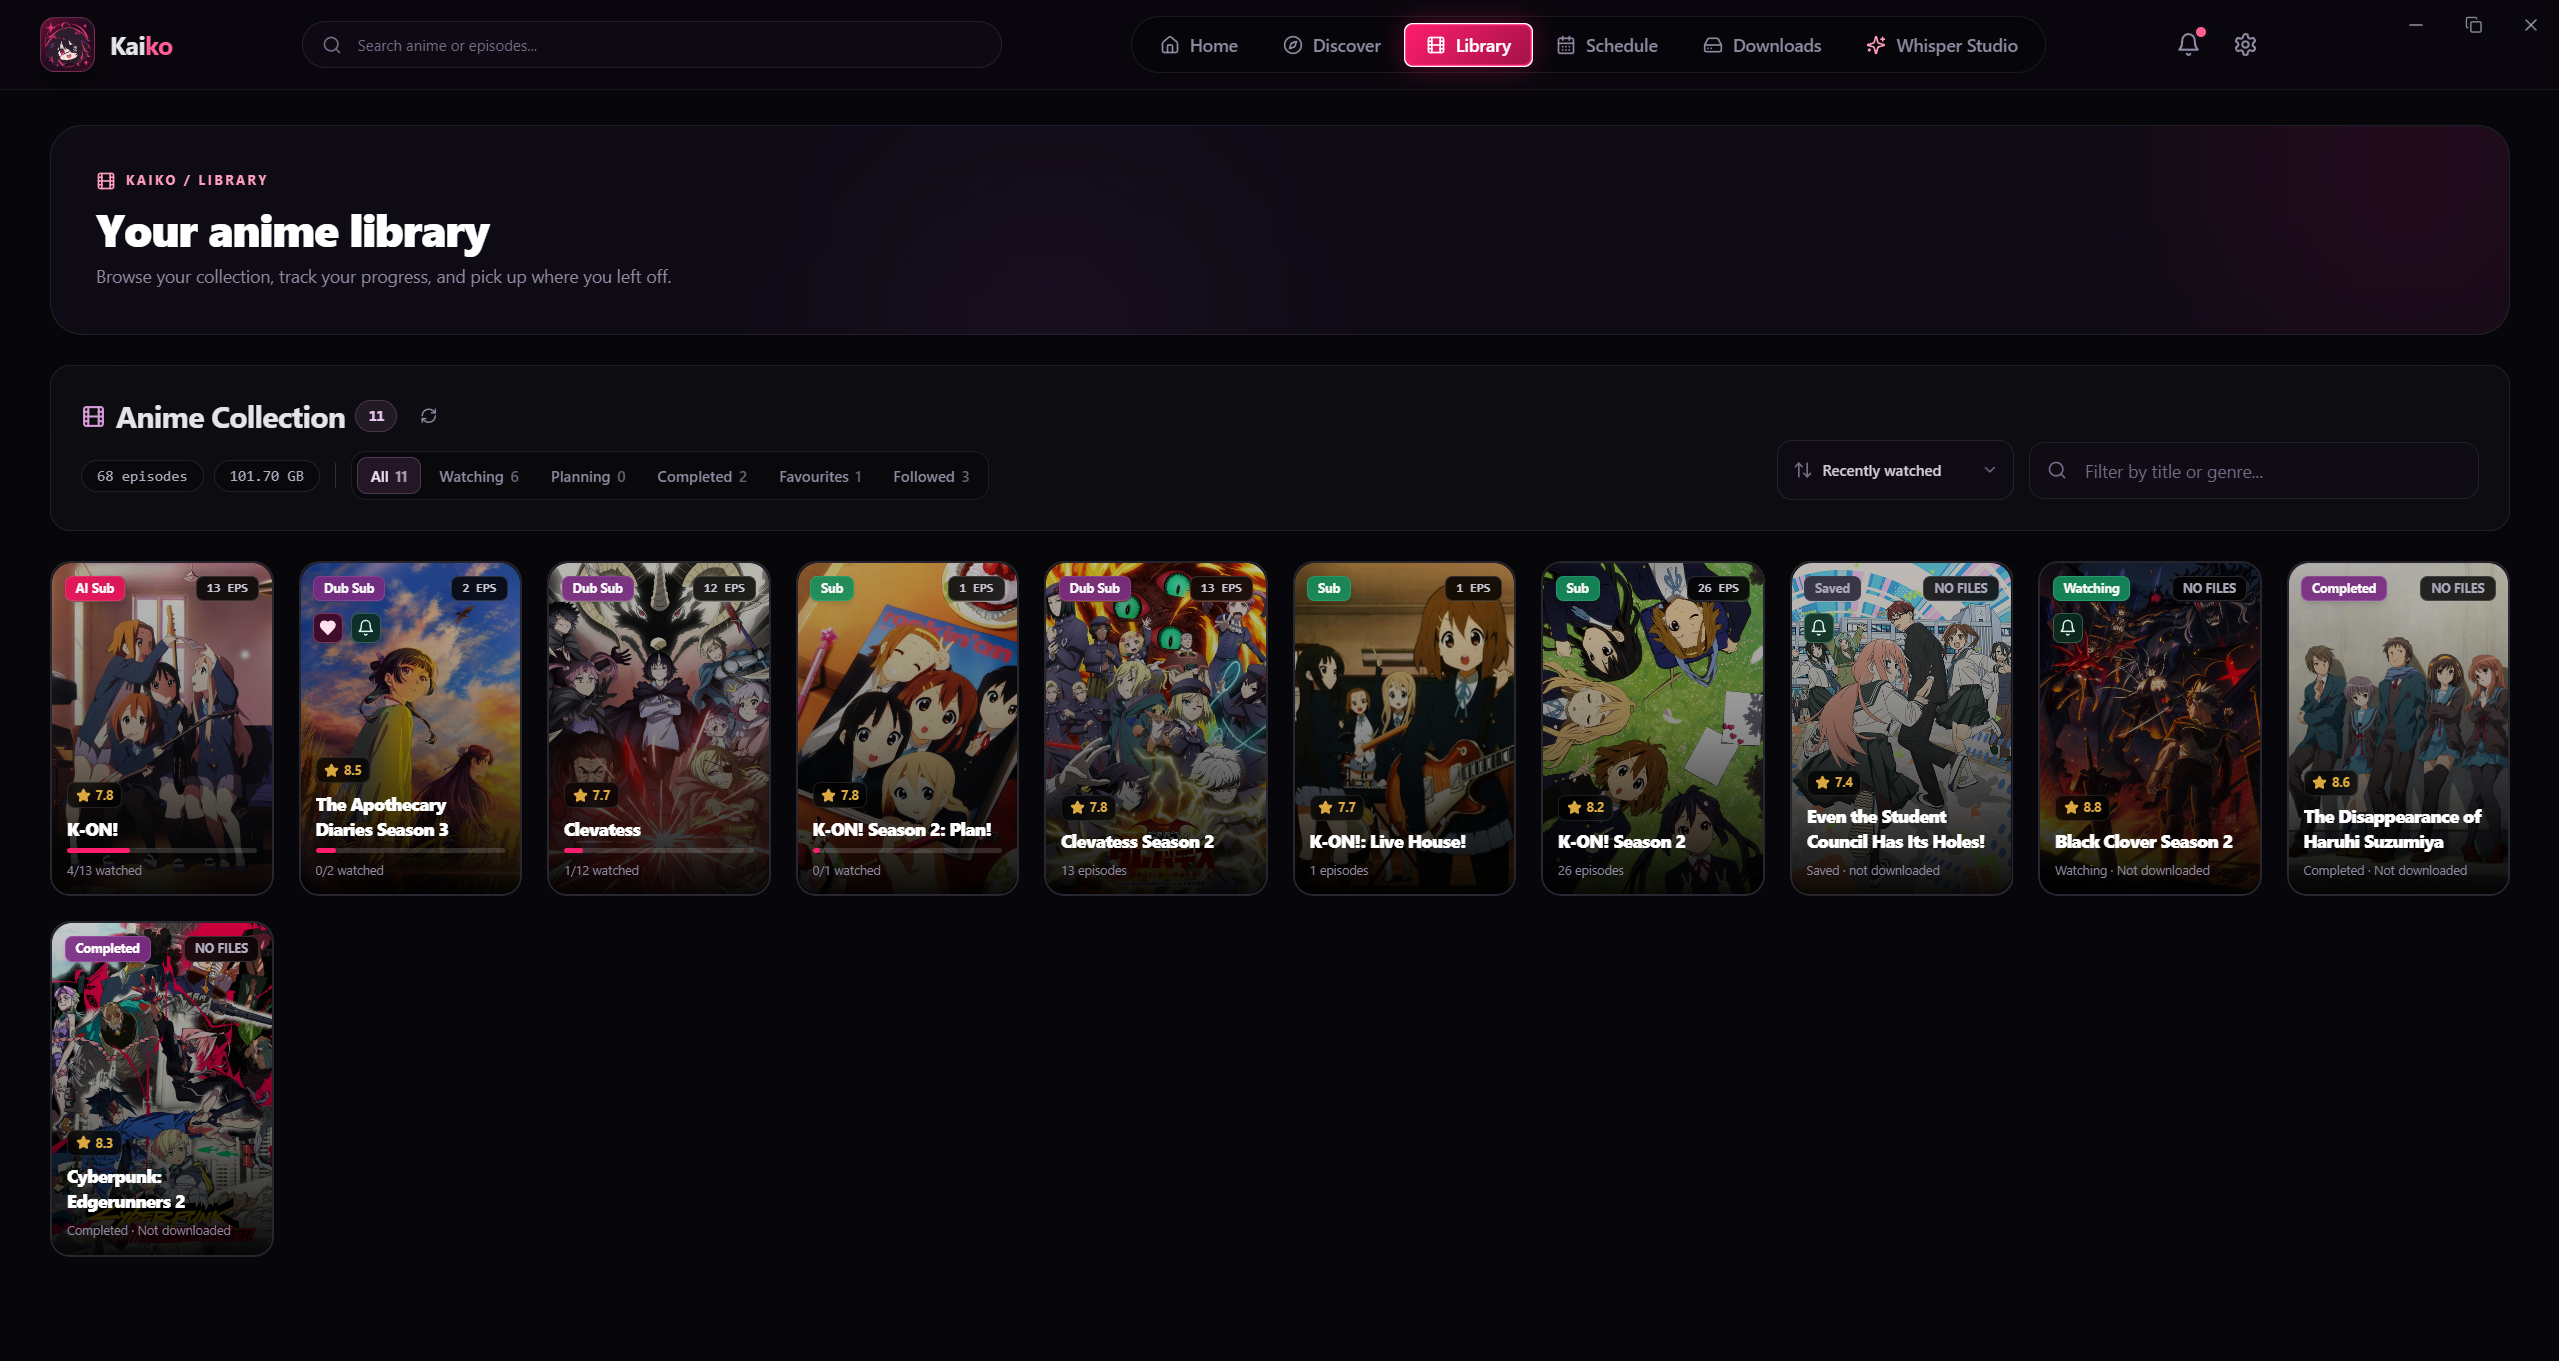 Kaiko
Search anime or episodes...
Home
Discover
Library
Schedule
Downloads
Whisper Studio
KAIKO / LIBRARY
Your anime library
Browse your collection, track your progress, and pick up where you left off.
Anime Collection 11
68 episodes
101.70 GB
All 11
Watching 6
Planning 0
Completed 2
Favourites 1
Followed 3
Recently watched
Filter by title or genre...
AI Sub
13 EPS
7.8
K-ON!
4/13 watched
Dub Sub
2 EPS
8.5
The Apothecary
Diaries Season 3
0/2 watched
Dub Sub
12 EPS
7.7
Clevatess
1/12 watched
Sub
1 EPS
7.8
K-ON! Season 2: Plan!
0/1 watched
Dub Sub
13 EPS
7.8
Clevatess Season 2
13 episodes
Sub
1 EPS
7.7
K-ON!: Live House!
1 episodes
Sub
26 EPS
8.2
K-ON! Season 2
26 episodes
Saved
NO FILES
7.4
Even the Student
Council Has Its Holes!
Saved · not downloaded
Watching
NO FILES
8.8
Black Clover Season 2
Watching · Not downloaded
Completed
NO FILES
8.6
The Disappearance of
Haruhi Suzumiya
Completed · Not downloaded
Completed
NO FILES
8.3
Cyberpunk:
Edgerunners 2
Completed · Not downloaded